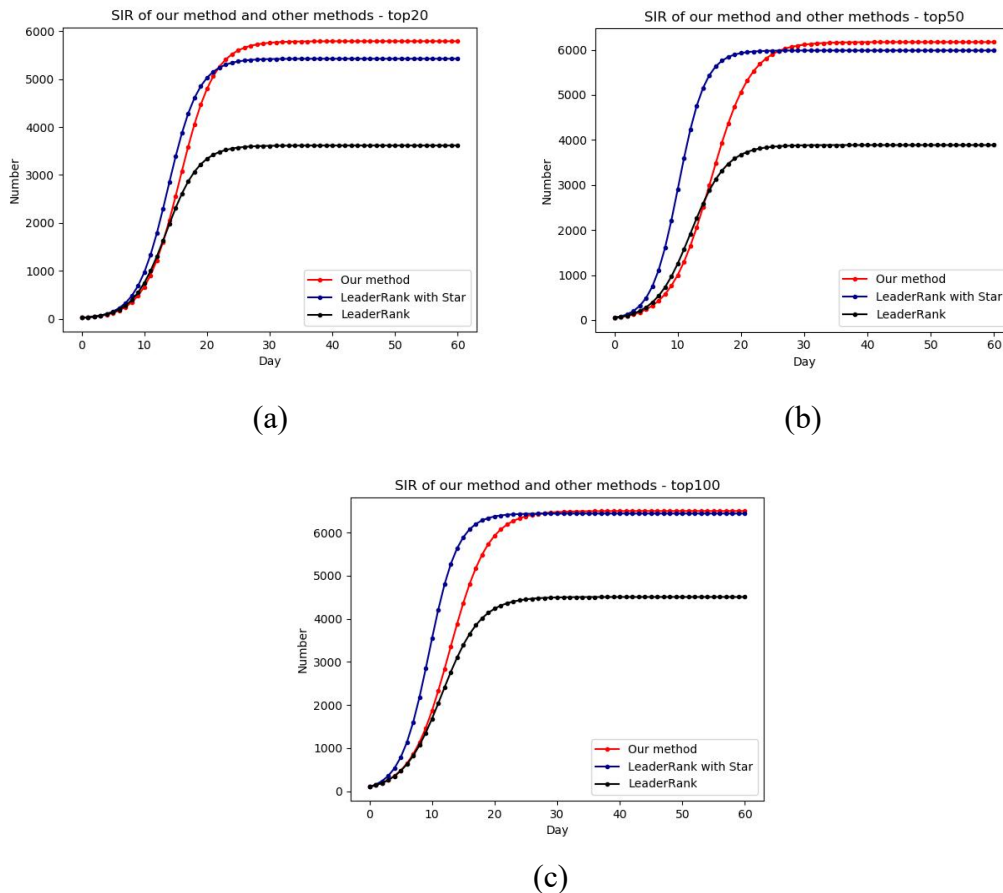 SIR of our method and other methods - top20
6000
5000
4000
3000
2000
1000
0
Number
0 10 20 30 40 50 60
Day
Our method
LeaderRank with Star
LeaderRank
(a)
SIR of our method and other methods - top50
6000
5000
4000
3000
2000
1000
0
Number
0 10 20 30 40 50 60
Day
Our method
LeaderRank with Star
LeaderRank
(b)
SIR of our method and other methods - top100
6000
5000
4000
3000
2000
1000
0
Number
0 10 20 30 40 50 60
Day
Our method
LeaderRank with Star
LeaderRank
(c)